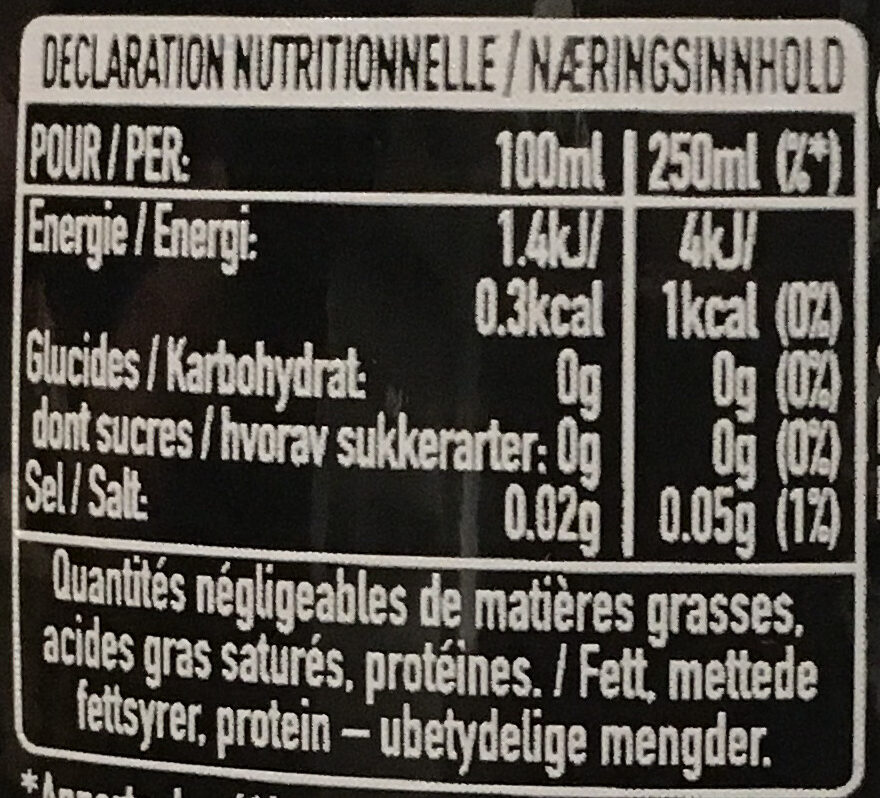 DECLARATION NUTRITIONNELLE / NÆRINGSINNHOLD
POUR / PER: 100ml 250ml (%*)
Energie / Energi: 1.4kJ/ 4kJ/
0.3kcal 1kcal (0%)
Glucides / Karbohydrat: 0g 0g (0%)
dont sucres / hvorav sukkerarter: 0g 0g (0%)
Sel / Salt: 0.02g 0.05g (1%)
Quantités négligeables de matières grasses,
acides gras saturés, protéines. / Fett, mettede
fettsyrer, protein – ubetydelige mengder.